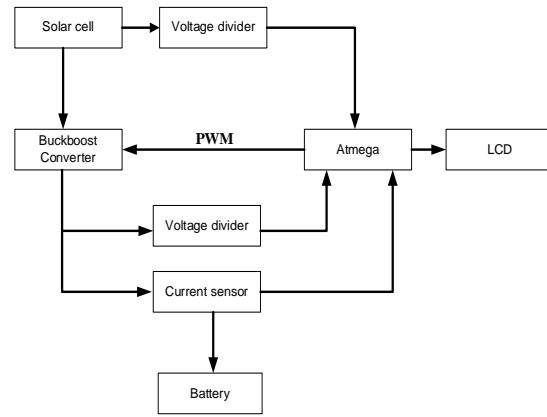 Solar cell
Voltage divider
Buckboost
Converter
PWM
Atmega
LCD
Voltage divider
Current sensor
Battery